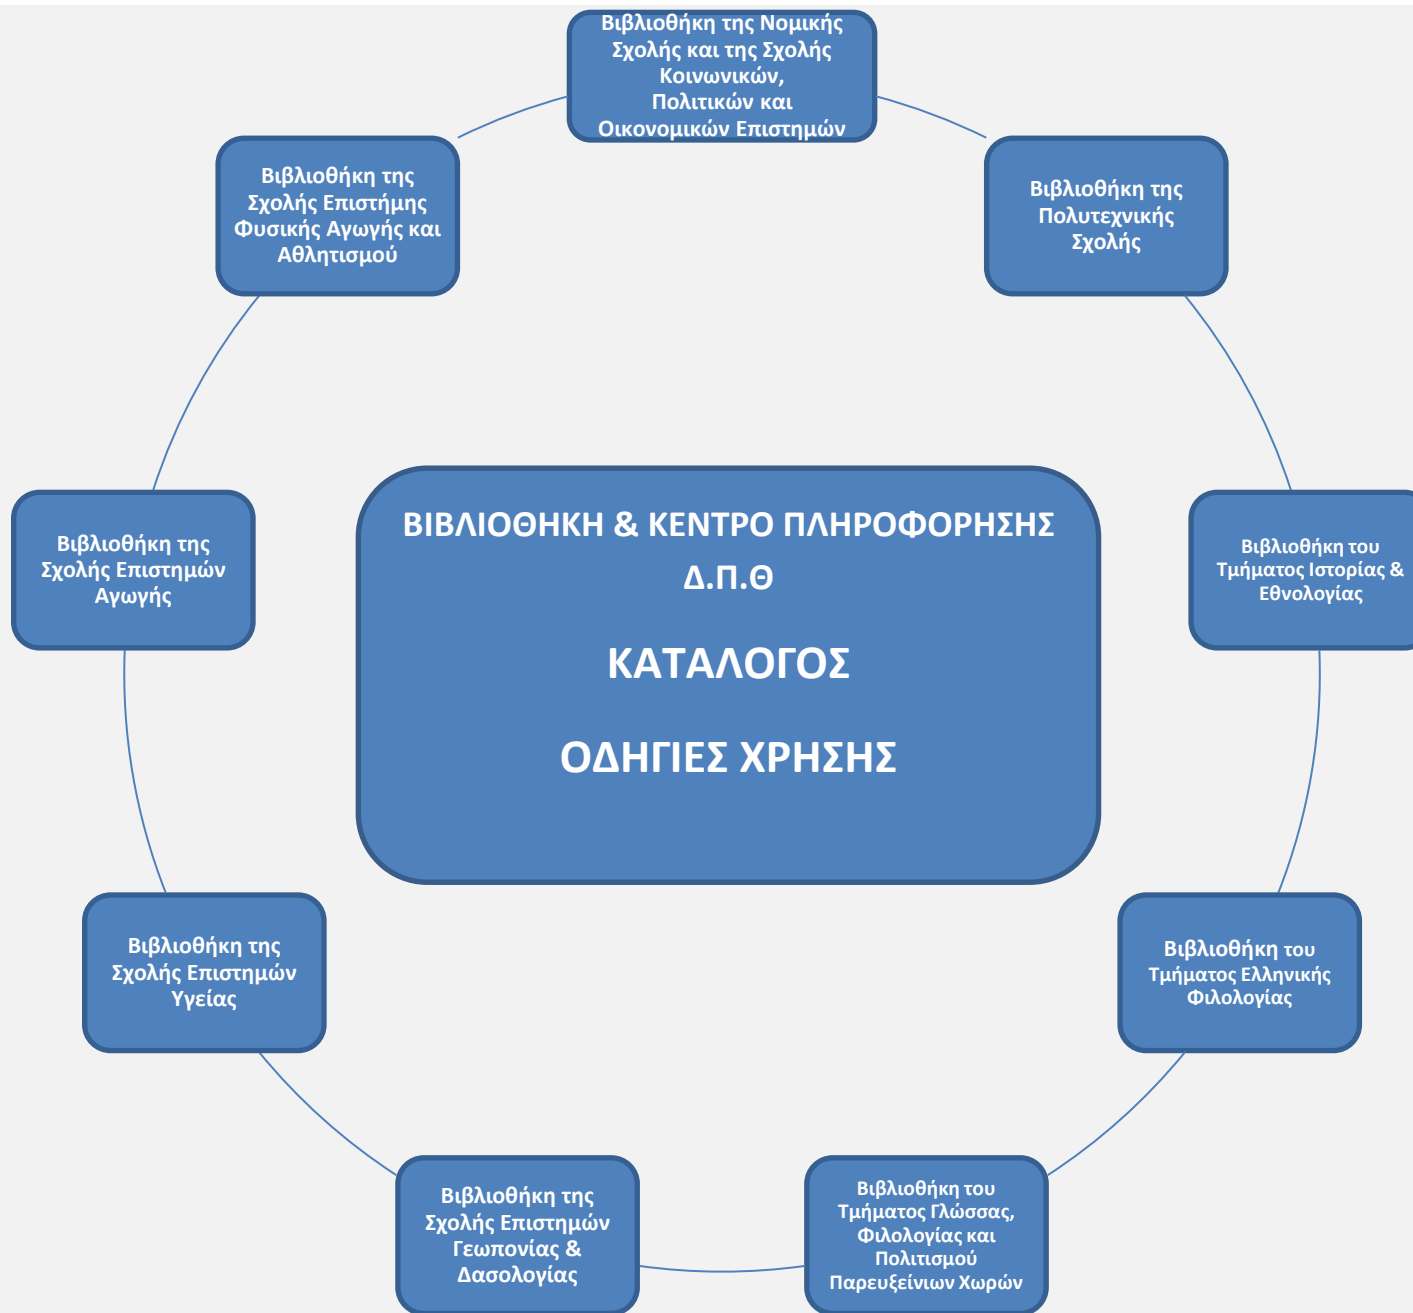 Βιβλιοθήκη της Νομικής
Σχολής και της Σχολής
Κοινωνικών,
Πολιτικών και
Οικονομικών Επιστημών
Βιβλιοθήκη της
Πολυτεχνικής
Σχολής
Βιβλιοθήκη του
Τμήματος Ιστορίας &
Εθνολογίας
Βιβλιοθήκη του
Τμήματος Ελληνικής
Φιλολογίας
Βιβλιοθήκη του
Τμήματος Γλώσσας,
Φιλολογίας και
Πολιτισμού
Παρευξείνιων Χωρών
Βιβλιοθήκη της
Σχολής Επιστημών
Γεωπονίας &
Δασολογίας
Βιβλιοθήκη της
Σχολής Επιστημών
Υγείας
Βιβλιοθήκη της
Σχολής Επιστημών
Αγωγής
Βιβλιοθήκη της
Σχολής Επιστήμης
Φυσικής Αγωγής και
Αθλητισμού
ΒΙΒΛΙΟΘΗΚΗ & ΚΕΝΤΡΟ ΠΛΗΡΟΦΟΡΗΣΗΣ
Δ.Π.Θ
ΚΑΤΑΛΟΓΟΣ
ΟΔΗΓΙΕΣ ΧΡΗΣΗΣ